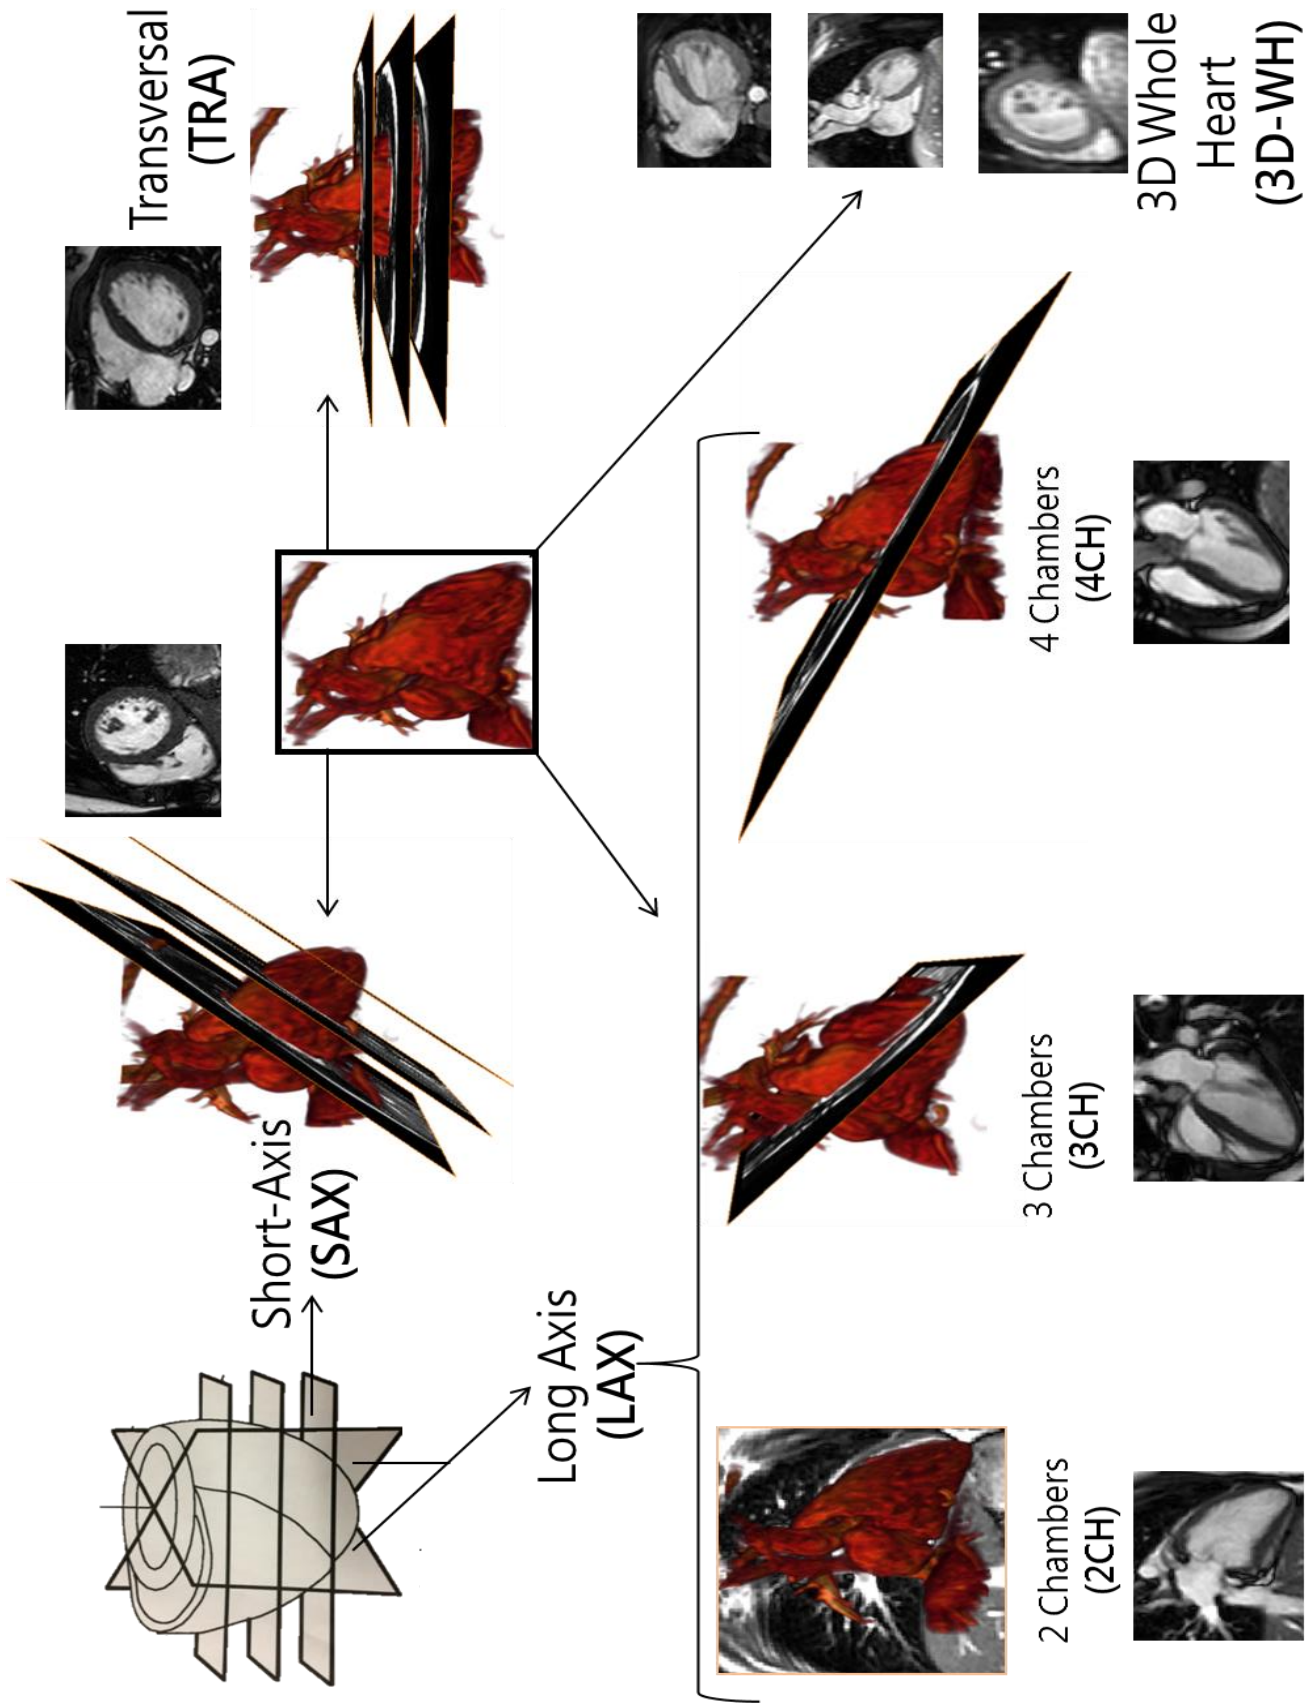 Transversal
(TRA)
Short-Axis
(SAX)
Long Axis
(LAX)
2 Chambers
(2CH)
3 Chambers
(3CH)
4 Chambers
(4CH)
3D Whole
Heart
(3D-WH)